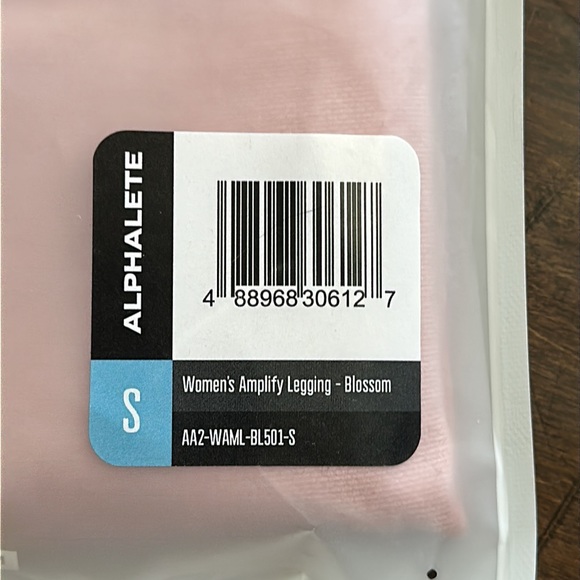 ALPHALETE
4 88968 30612 7
S
Women's Amplify Legging - Blossom
AA2-WAML-BL501-S